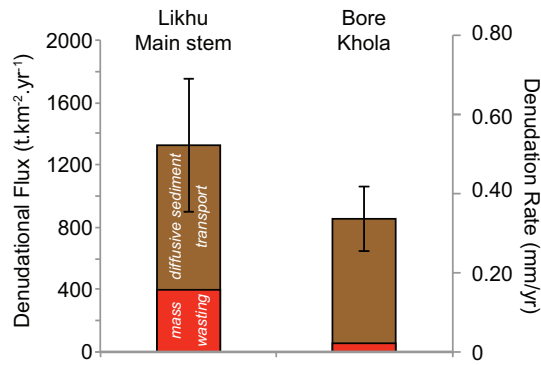 Likhu
Main stem
Bore
Khola
Denudational Flux (t.km-2.yr-1)
2000
1600
1200
800
400
0
diffusive sediment
transport
mass
wasting
0.80
0.60
0.40
0.20
0
Denudation Rate (mm/yr)